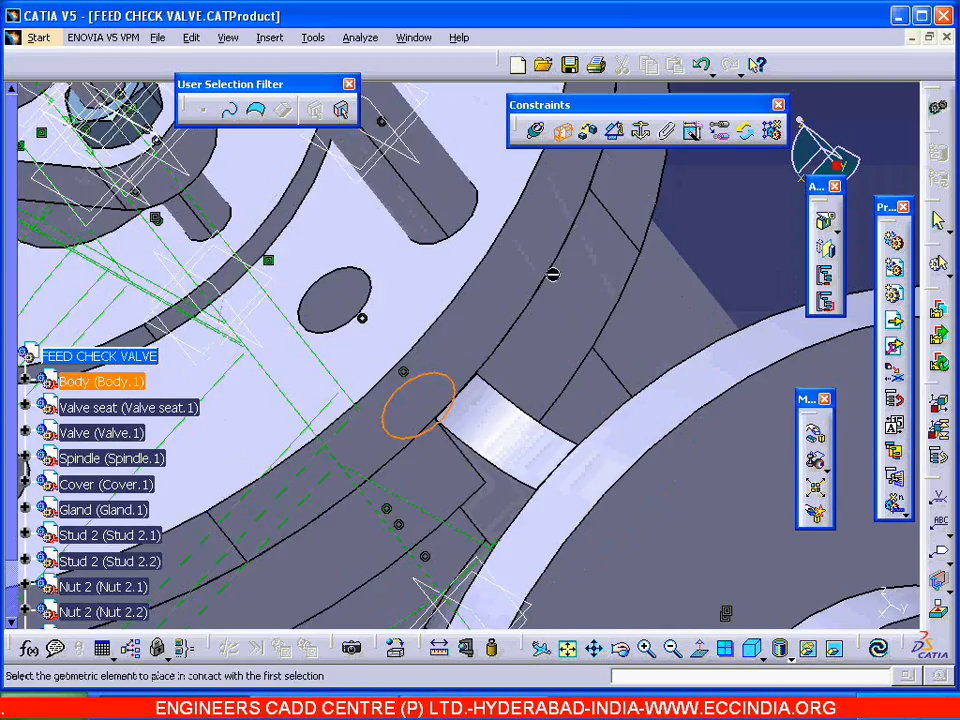 CATIA V5 - [FEED CHECK VALVE.CATProduct]
Start ENOVIA V5 VPM File Edit Insert Tools Analyze Window Help
User Selection Filter
Constraints
A...
Pr...
FEED CHECK VALVE
Body (Body.1)
Valve seat (Valve seat.1)
Valve (Valve.1)
Spindle (Spindle.1)
Cover (Cover.1)
Gland (Gland.1)
Stud 2 (Stud 2.1)
Stud 2 (Stud 2.2)
Nut 2 (Nut 2.1)
Nut 2 (Nut 2.2)
M...
ABC
f(x)
CATIA
Select the geometric element to place in contact with the first selection
. ENGINEERS CADD CENTRE (P) LTD.-HYDERABAD-INDIA-WWW.ECCINDIA.ORG